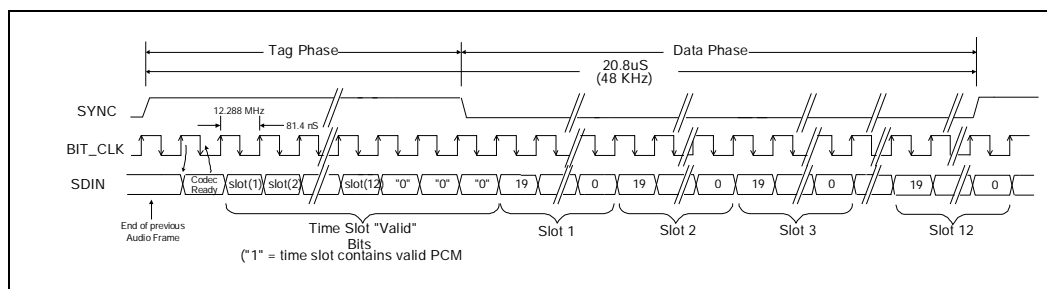 Tag Phase Data Phase
20.8uS
(48 KHz)
SYNC 12.288 MHz
81.4 nS
BIT_CLK
SDIN Codec Ready slot(1) slot(2) slot(12) "0" "0" "0" 19 0 19 0 19 0 19 0
End of previous
Audio Frame
Time Slot "Valid"
Bits
("1" = time slot contains valid PCM
Slot 1 Slot 2 Slot 3 Slot 12